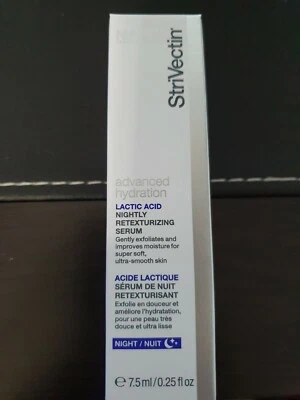 StriVectin®
advanced
hydration
LACTIC ACID
NIGHTLY
RETEXTURIZING
SERUM
Gently exfoliates and
improves moisture for
super soft,
ultra-smooth skin
ACIDE LACTIQUE
SÉRUM DE NUIT
RETEXTURISANT
Exfolie en douceur et
améliore l'hydratation,
pour une peau très
douce et ultra lisse
NIGHT / NUIT
℮ 7.5 ml / 0.25 fl oz